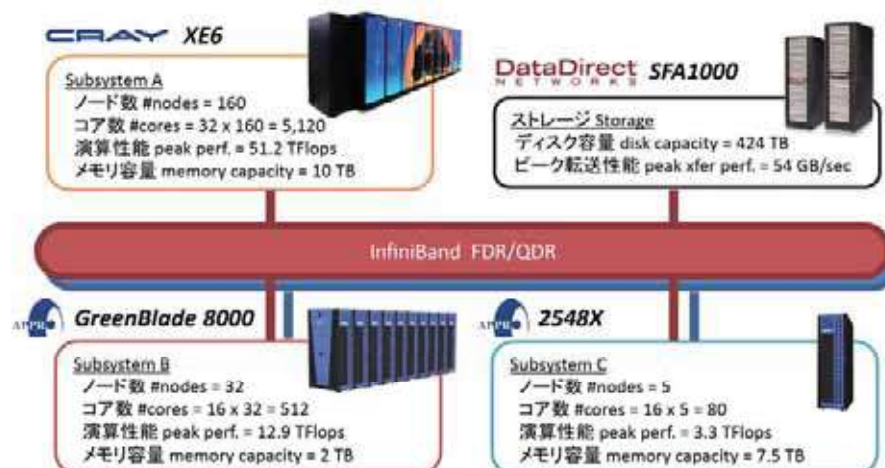 CRAY XE6
Subsystem A
ノード数 #nodes = 160
コア数 #cores = 32 x 160 = 5,120
演算性能 peak perf. = 51.2 TFlops
メモリ容量 memory capacity = 10 TB
DataDirect
NETWORKS
SFA1000
ストレージ Storage
ディスク容量 disk capacity = 424 TB
ピーク転送性能 peak xfer perf. = 54 GB/sec
InfiniBand FDR/QDR
APPRO GreenBlade 8000
Subsystem B
ノード数 #nodes = 32
コア数 #cores = 16 x 32 = 512
演算性能 peak perf. = 12.9 TFlops
メモリ容量 memory capacity = 2 TB
APPRO 2548X
Subsystem C
ノード数 #nodes = 5
コア数 #cores = 16 x 5 = 80
演算性能 peak perf. = 3.3 TFlops
メモリ容量 memory capacity = 7.5 TB